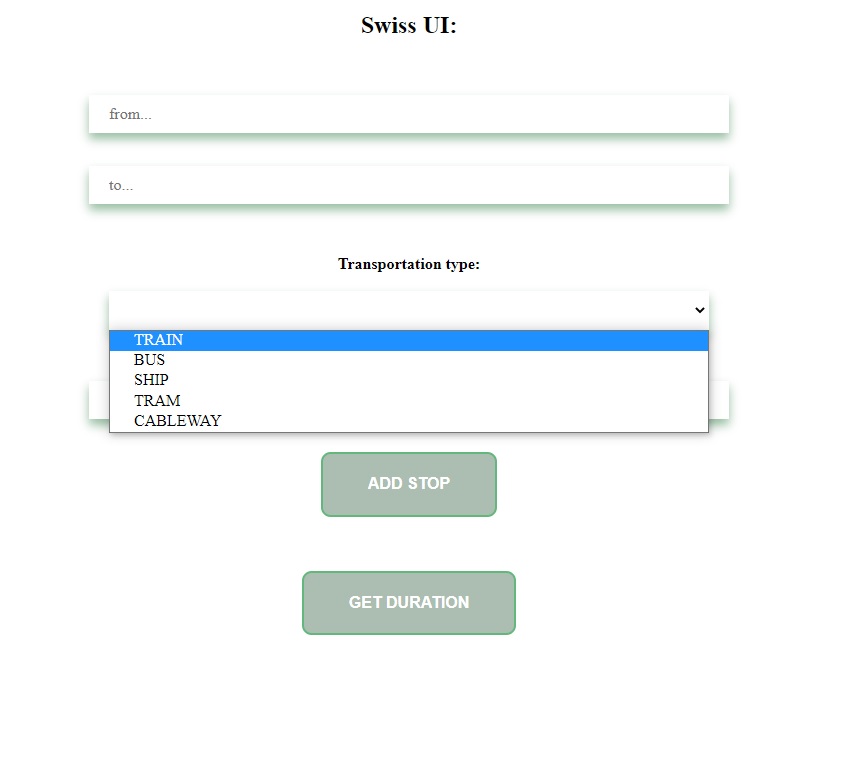 Swiss UI:
from...
to...
Transportation type:
TRAIN
BUS
SHIP
TRAM
CABLEWAY
ADD STOP
GET DURATION